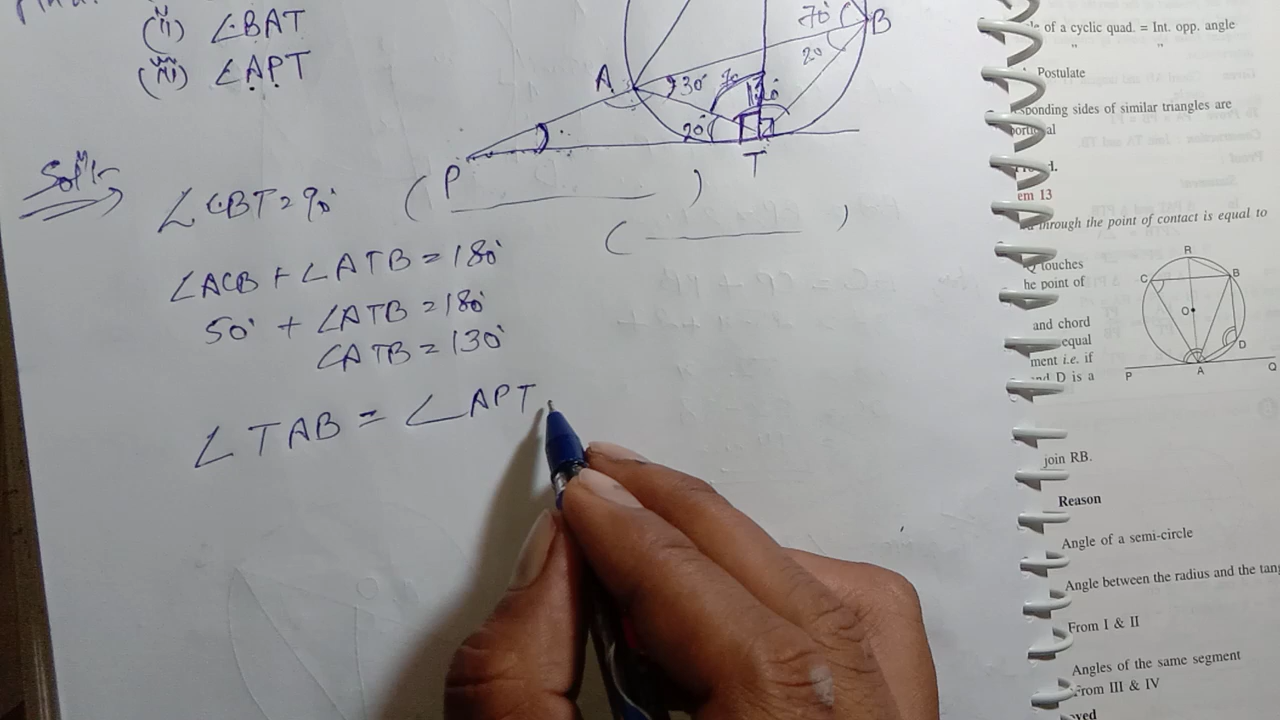 (ii) ∠BAT
(iii) ∠APT
70° B
20
A 30° 70
20°
P T
Solⁿ
∠CBT = 90° ( )
( )
∠ACB + ∠ATB = 180°
50° + ∠ATB = 180°
∠ATB = 130°
∠TAB = ∠APT
of a cyclic quad. = Int. opp. angle
" "
Postulate
sponding sides of similar triangles are
em 13
through the point of contact is equal to
touches
he point of
and chord
equal
ment i.e. if
and D is a
R
C B
O
D
P A Q
join RB.
Reason
Angle of a semi-circle
Angle between the radius and the tang
From I & II
Angles of the same segment
From III & IV